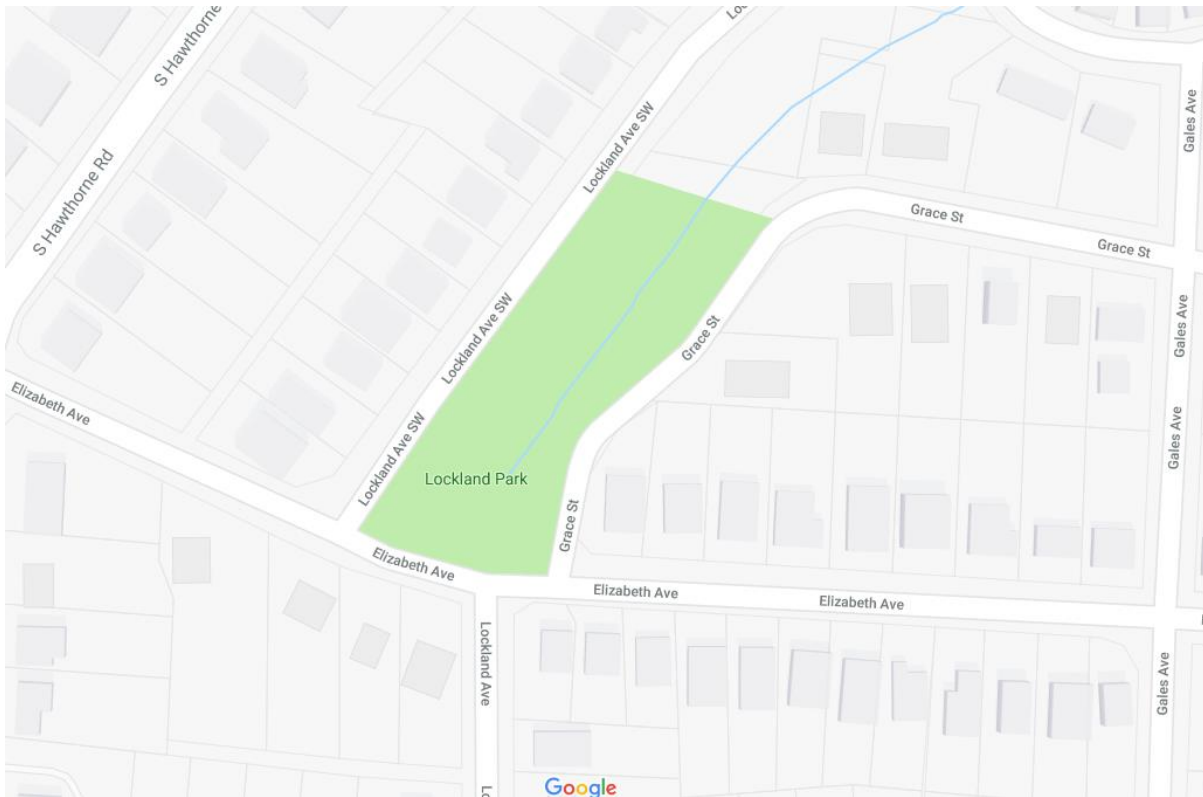 S Hawthorne
Lockland Ave SW
Gales Ave
S Hawthorne Rd
Grace St
Grace St
Lockland Ave SW
Gales Ave
Grace St
Elizabeth Ave
Lockland Ave SW
Gales Ave
Lockland Park
Grace St
Elizabeth Ave
Elizabeth Ave
Elizabeth Ave
Lockland Ave
Gales Ave
Google